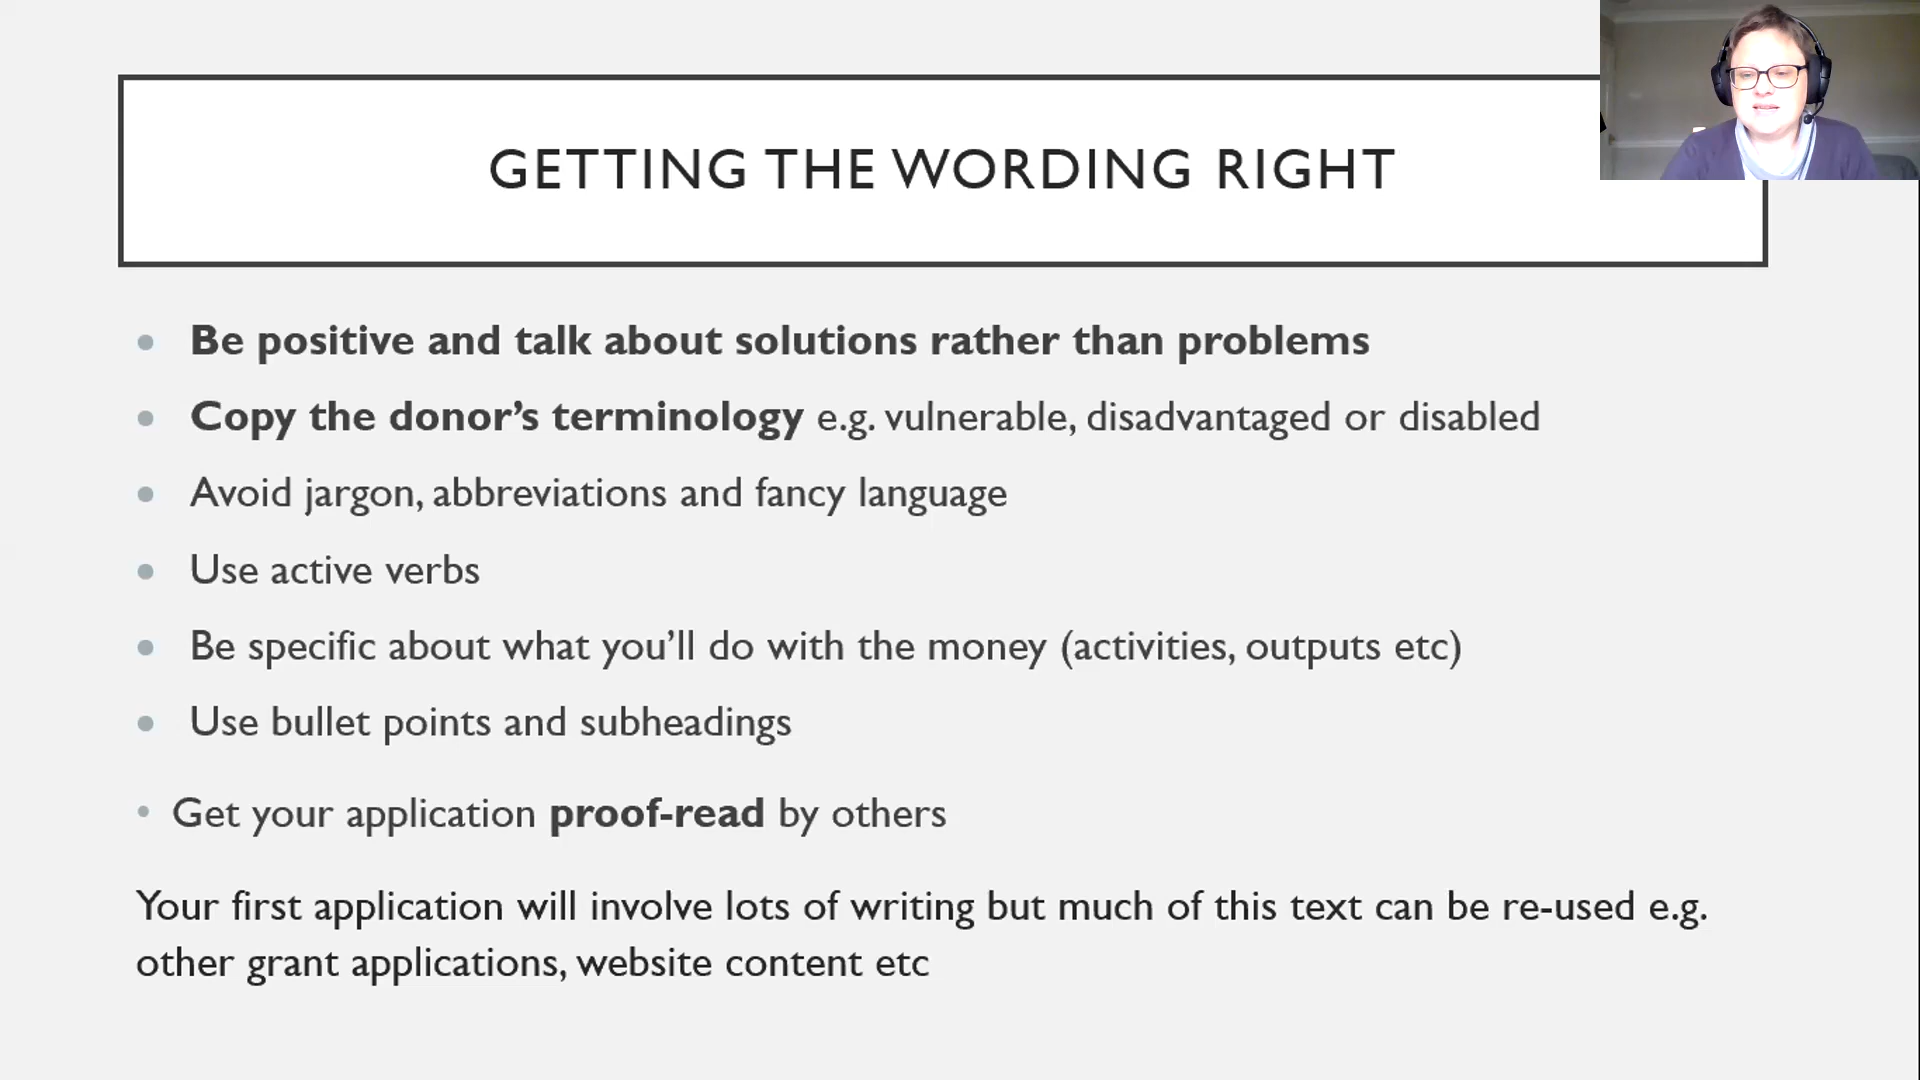 GETTING THE WORDING RIGHT
Be positive and talk about solutions rather than problems
Copy the donor’s terminology e.g. vulnerable, disadvantaged or disabled
Avoid jargon, abbreviations and fancy language
Use active verbs
Be specific about what you’ll do with the money (activities, outputs etc)
Use bullet points and subheadings
Get your application proof-read by others
Your first application will involve lots of writing but much of this text can be re-used e.g.
other grant applications, website content etc